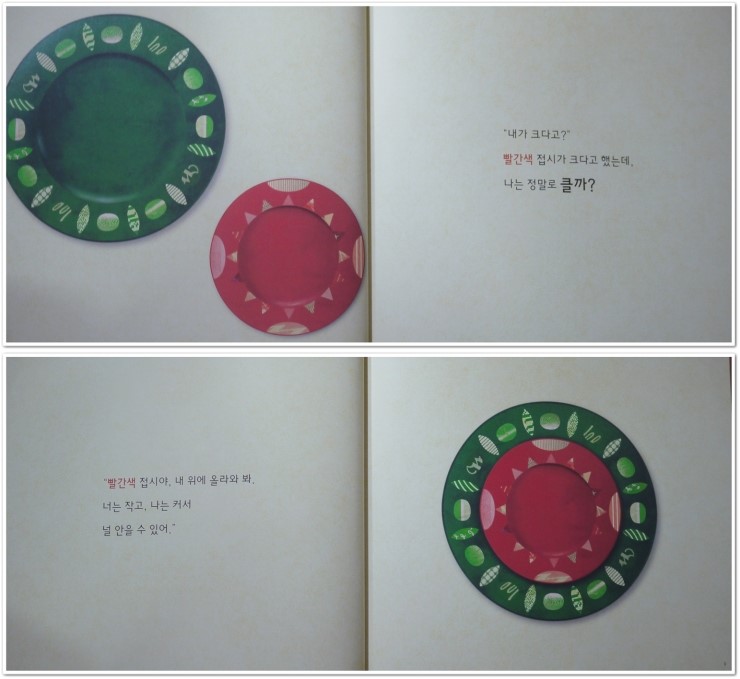 "내가 크다고?"
빨간색 접시가 크다고 했는데,
나는 정말로 클까?
"빨간색 접시야, 내 위에 올라와 봐.
너는 작고, 나는 커서
널 안을 수 있어."